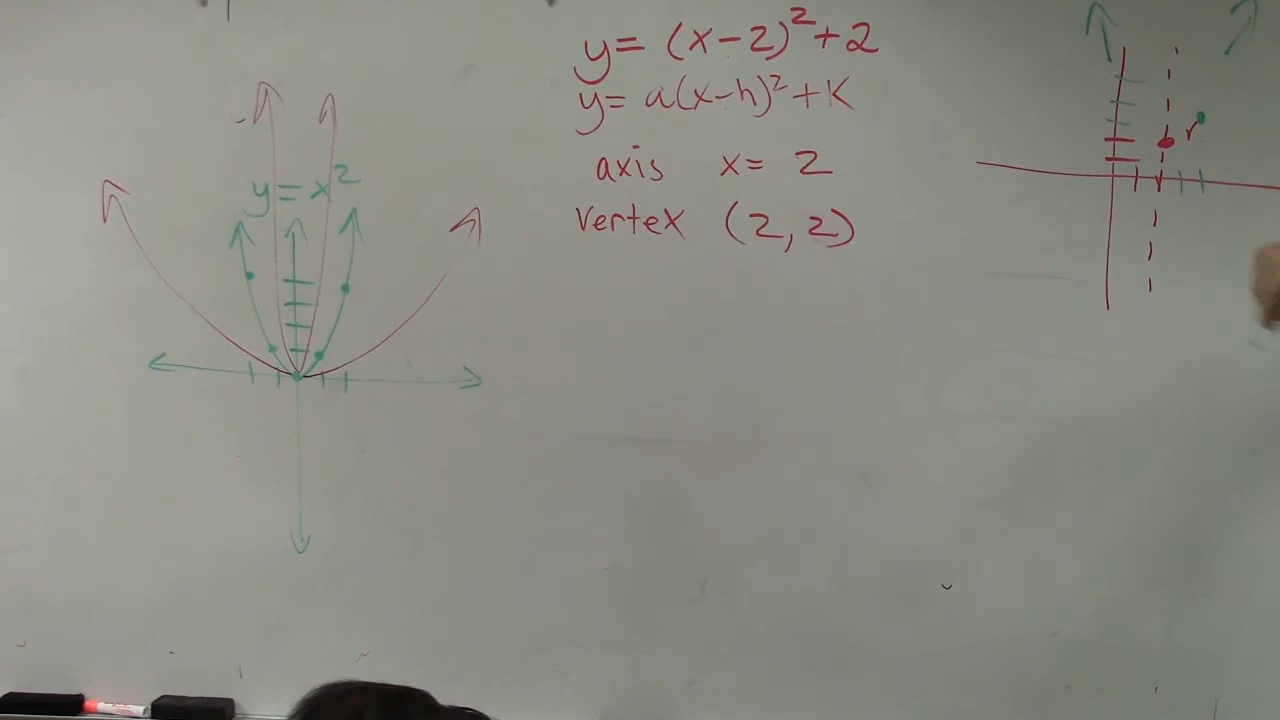 y = (x-2)²+2
y = a(x-h)²+K
axis x = 2
vertex (2,2)
y = x²